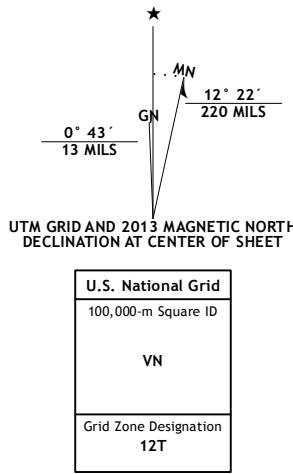 ★
MN
GN
12° 22´
220 MILS
0° 43´
13 MILS
UTM GRID AND 2013 MAGNETIC NORTH
DECLINATION AT CENTER OF SHEET
U.S. National Grid
100,000-m Square ID
VN
Grid Zone Designation
12T